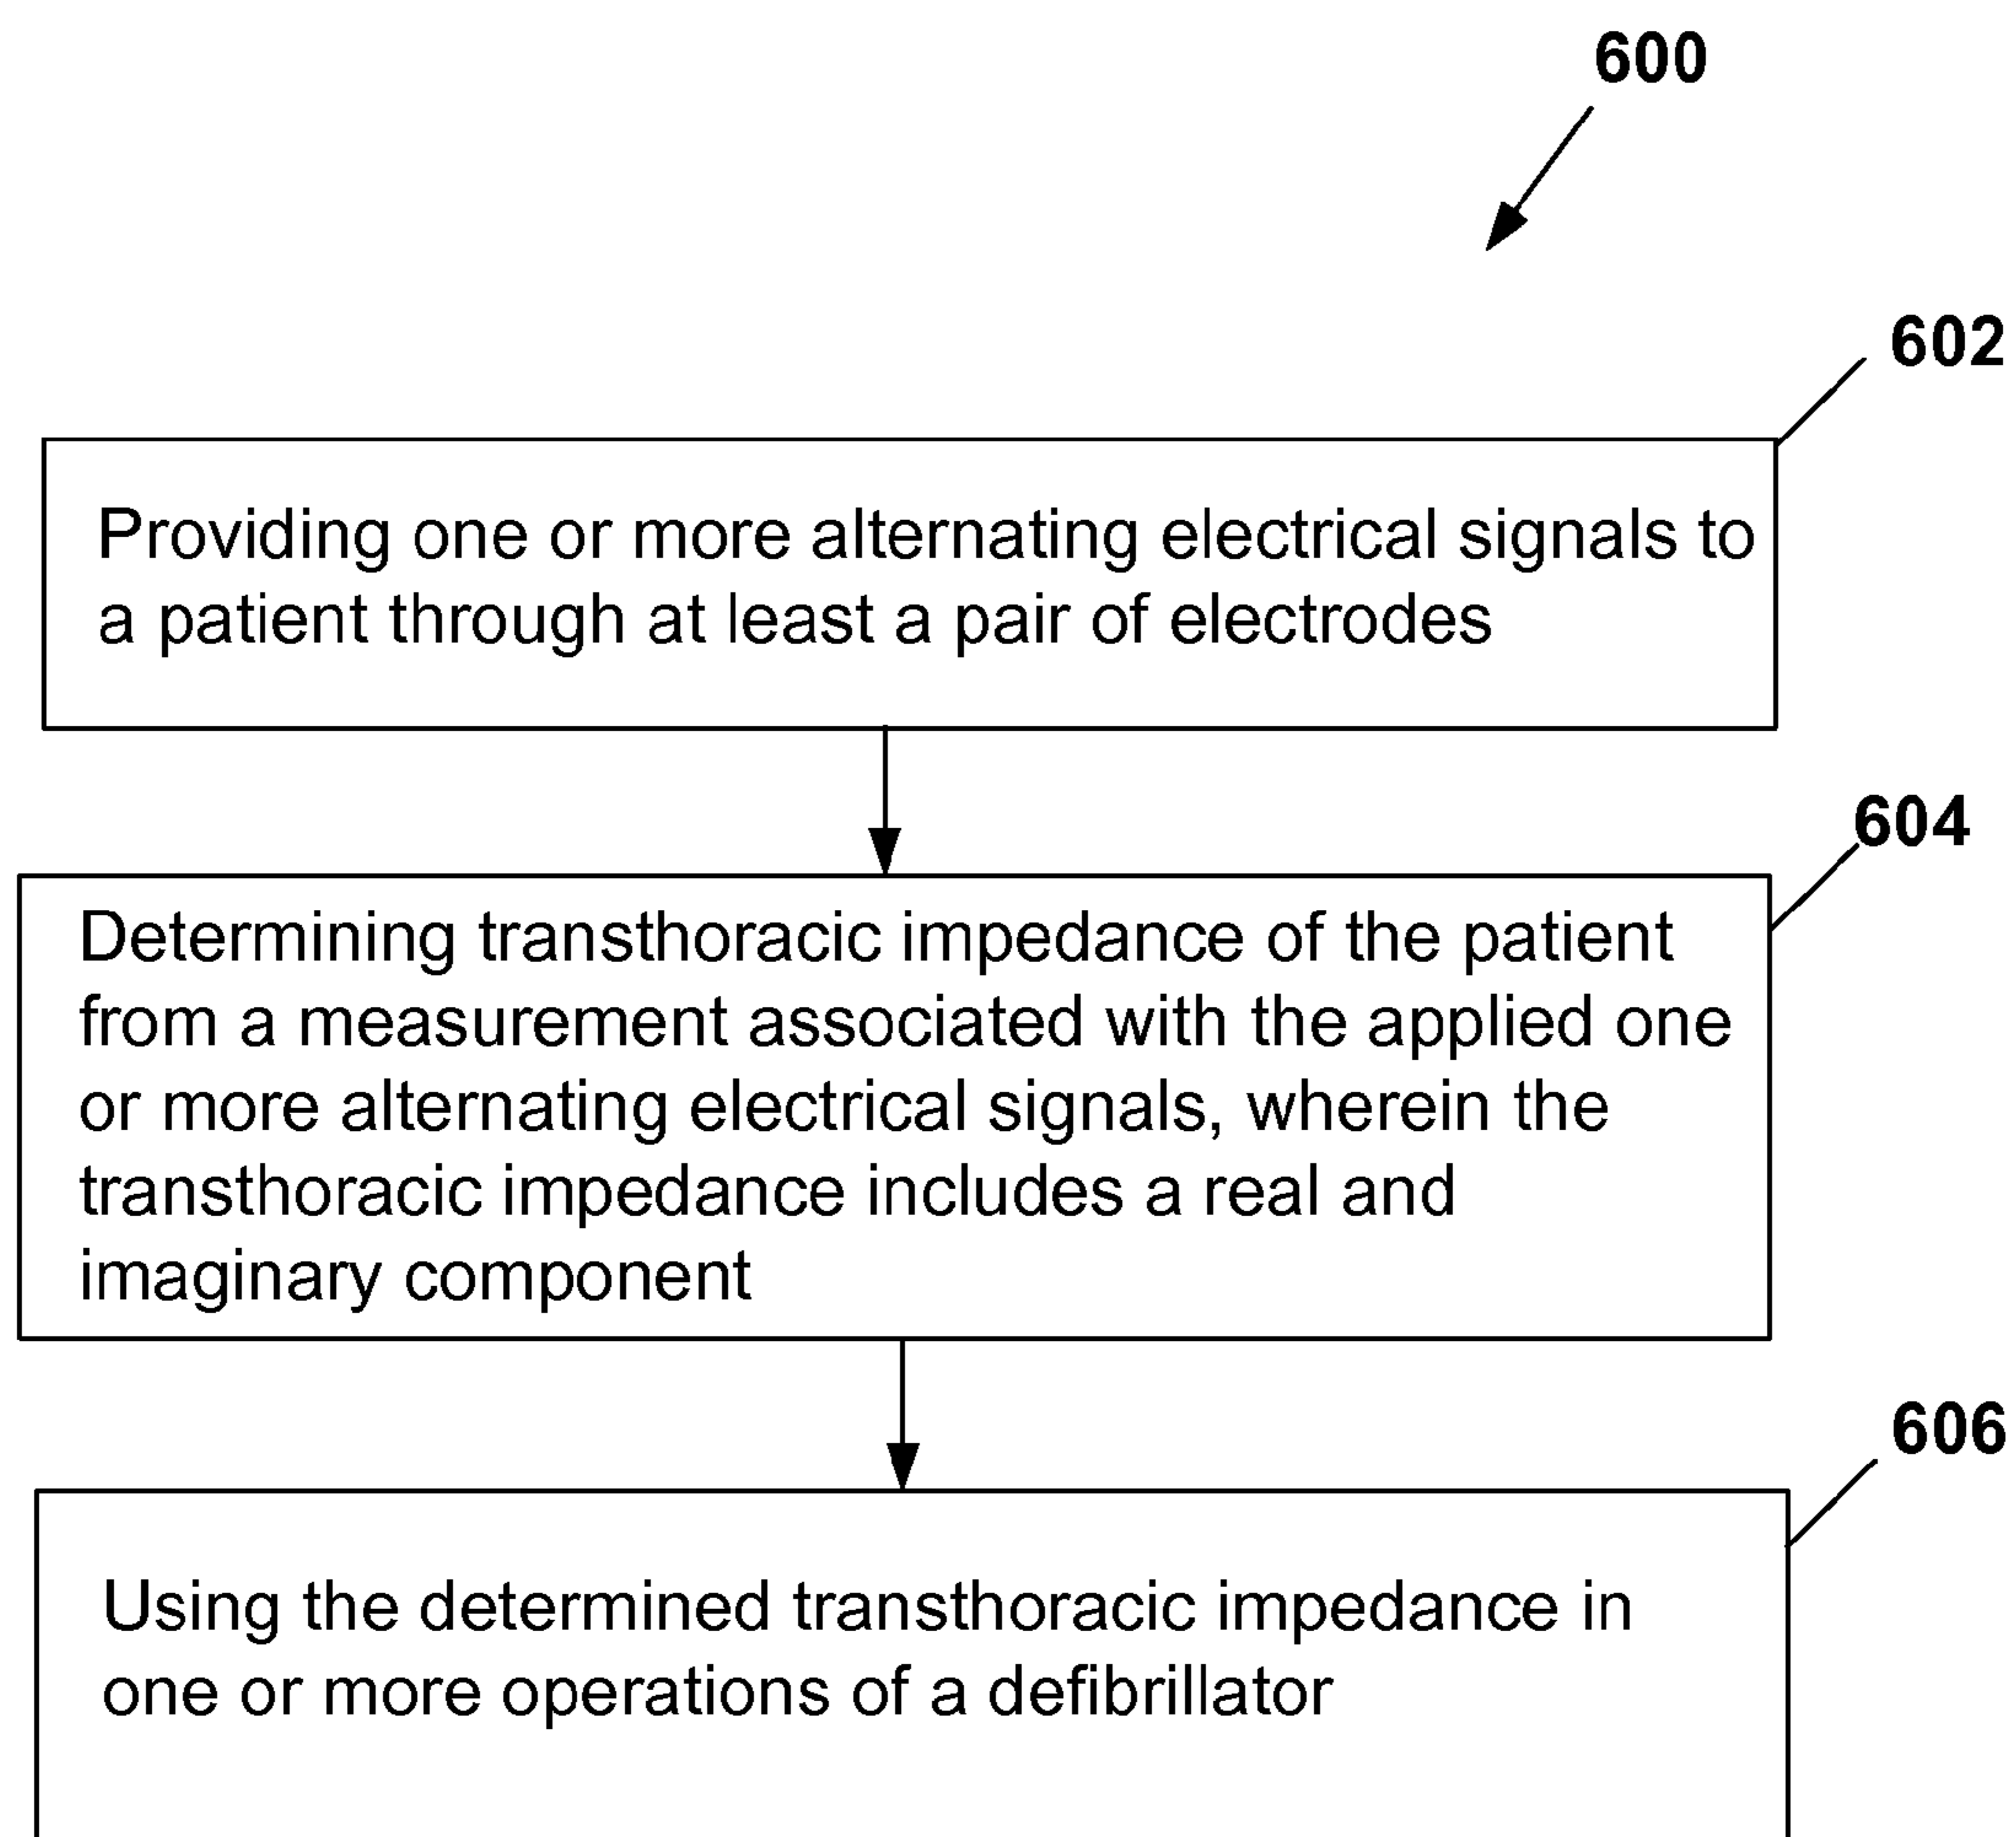 600
602
Providing one or more alternating electrical signals to
a patient through at least a pair of electrodes
604
Determining transthoracic impedance of the patient
from a measurement associated with the applied one
or more alternating electrical signals, wherein the
transthoracic impedance includes a real and
imaginary component
606
Using the determined transthoracic impedance in
one or more operations of a defibrillator